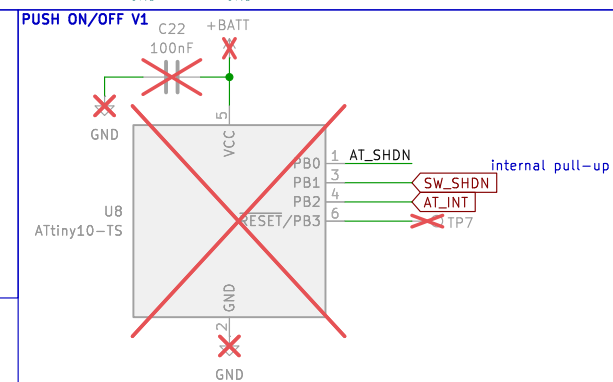 PUSH ON/OFF V1
C22
100nF
+BATT
GND
5
VCC
PB0
1
AT_SHDN
internal pull-up
PB1
3
SW_SHDN
PB2
4
AT_INT
RESET/PB3
6
TP7
U8
ATtiny10-TS
GND
2
GND